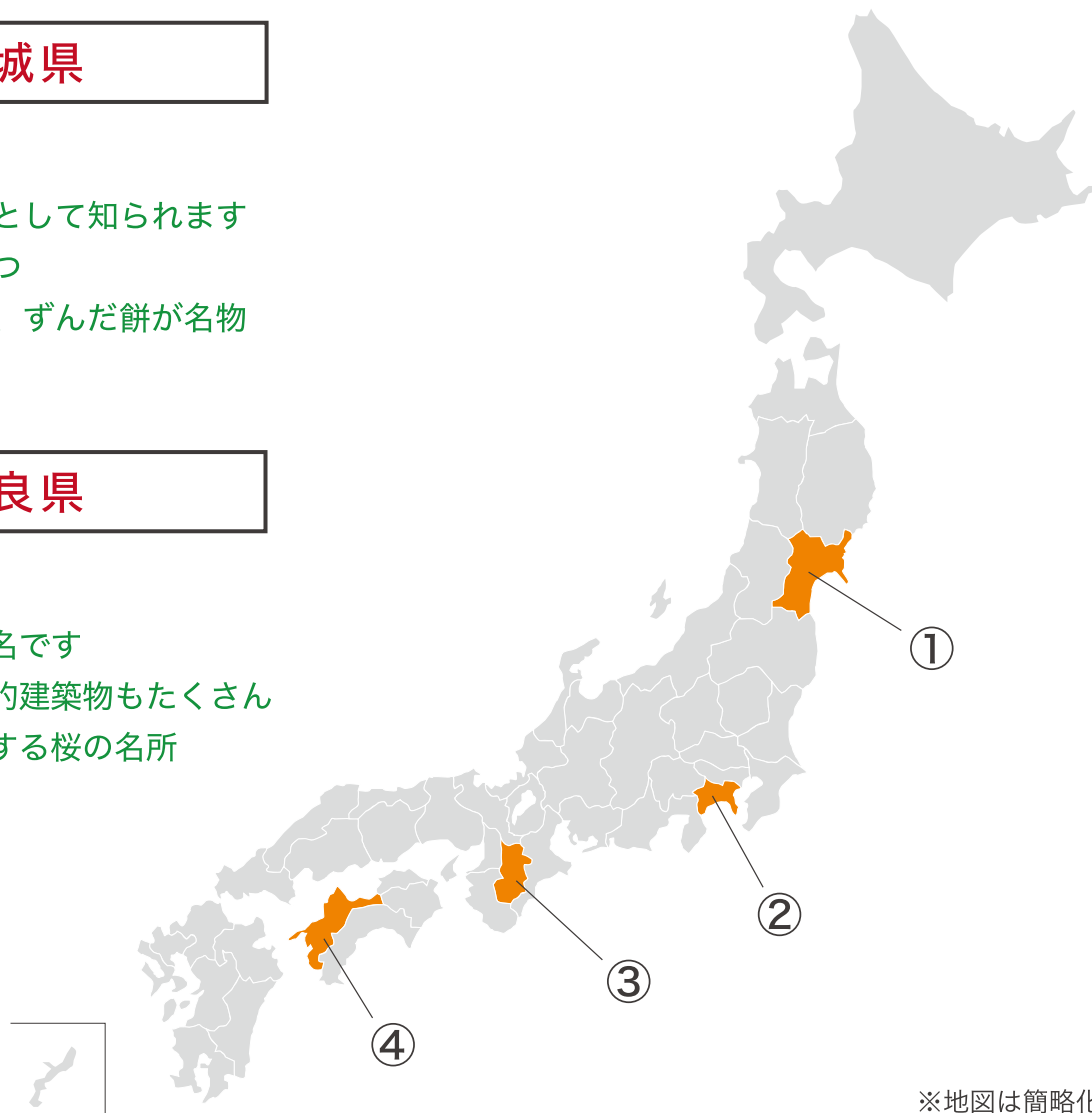 城県
として知られます
つ
、ずんだ餅が名物
良県
名です
的建築物もたくさん
する桜の名所
①
②
③
④
※地図は簡略化